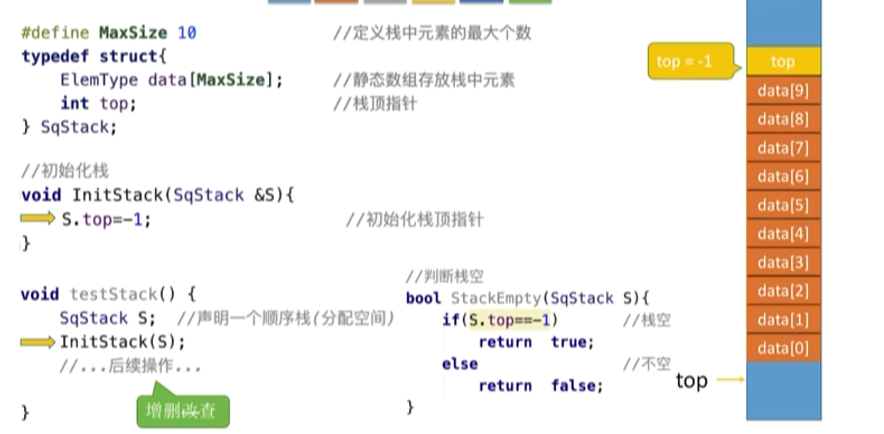 #define MaxSize 10 //定义栈中元素的最大个数
typedef struct{
ElemType data[MaxSize]; //静态数组存放栈中元素
int top; //栈顶指针
} SqStack;
//初始化栈
void InitStack(SqStack &S){
S.top=-1; //初始化栈顶指针
}
void testStack() {
SqStack S; //声明一个顺序栈(分配空间)
InitStack(S);
//...后续操作...
}
增删改查
//判断栈空
bool StackEmpty(SqStack S){
if(S.top==-1) //栈空
return true;
else //不空
return false;
}
top = -1
top
data[9]
data[8]
data[7]
data[6]
data[5]
data[4]
data[3]
data[2]
data[1]
data[0]
top